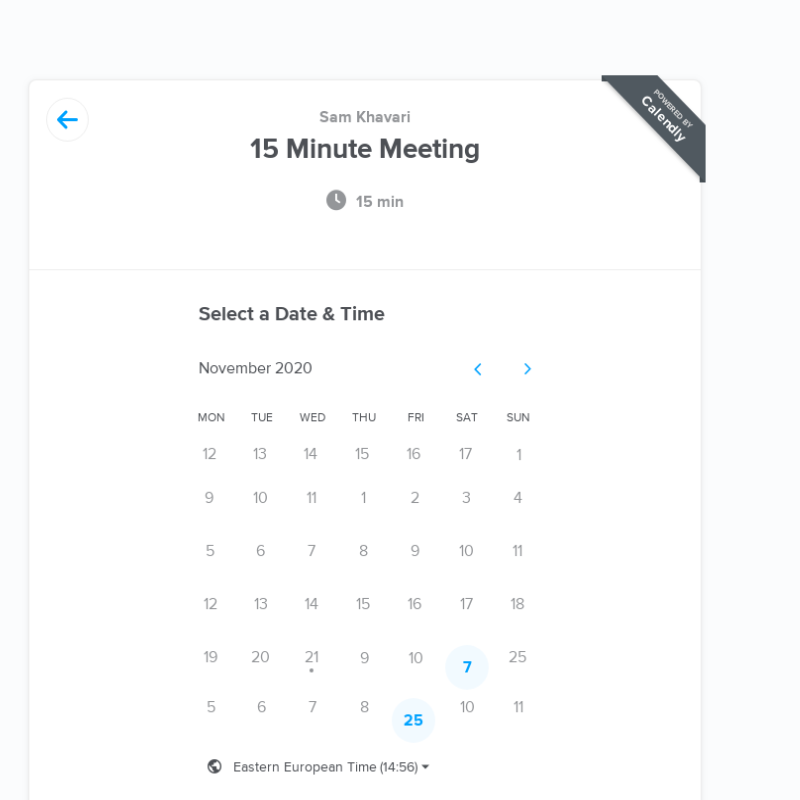 POWERED BY
Calendly
Sam Khavari
15 Minute Meeting
15 min
Select a Date & Time
November 2020
MON TUE WED THU FRI SAT SUN
12 13 14 15 16 17 1
9 10 11 1 2 3 4
5 6 7 8 9 10 11
12 13 14 15 16 17 18
19 20 21 9 10 7 25
5 6 7 8 25 10 11
Eastern European Time (14:56)